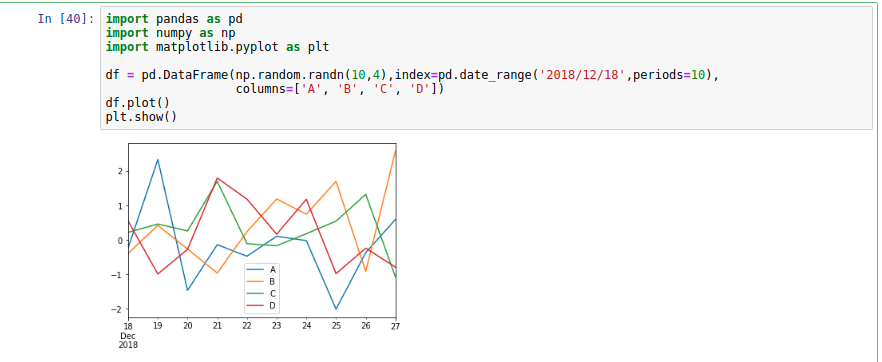 In [40]: import pandas as pd
import numpy as np
import matplotlib.pyplot as plt
df = pd.DataFrame(np.random.randn(10,4),index=pd.date_range('2018/12/18',periods=10),
columns=['A', 'B', 'C', 'D'])
df.plot()
plt.show()
2
1
0
−1
−2
A
B
C
D
18 19 20 21 22 23 24 25 26 27
Dec
2018